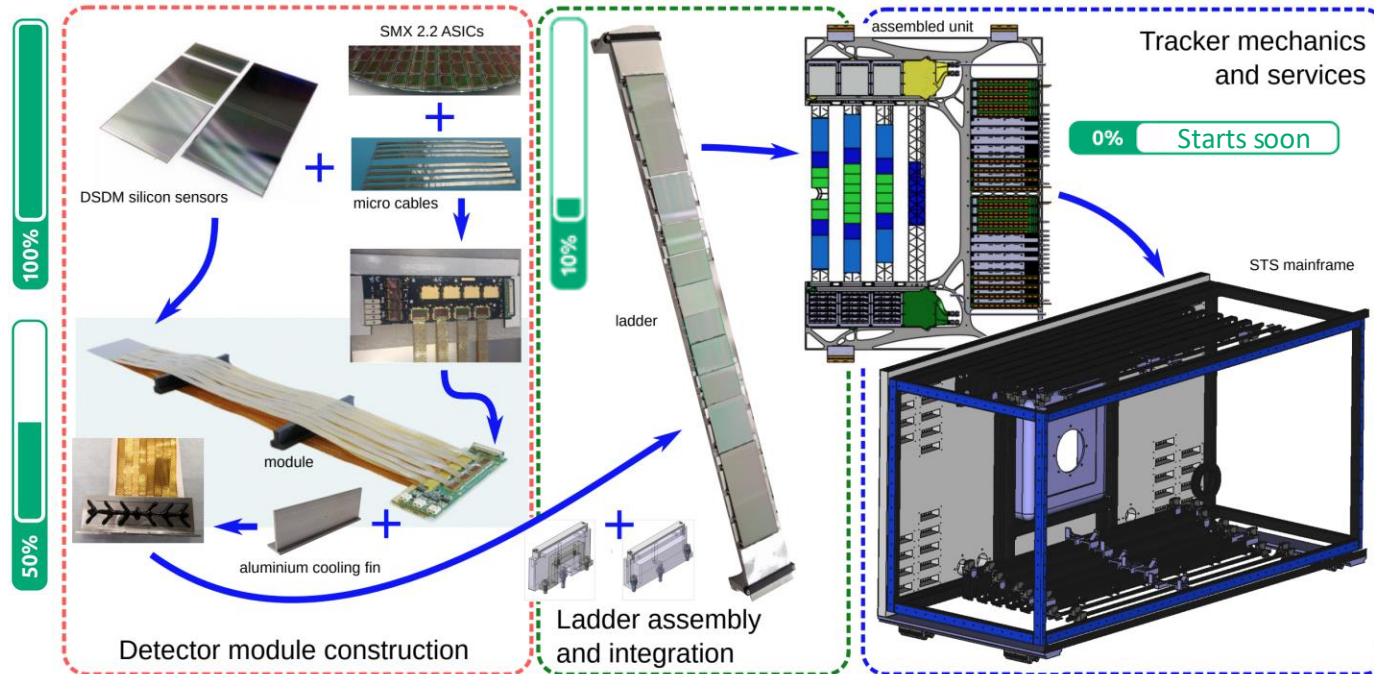 SMX 2.2 ASICs
DSDM silicon sensors
micro cables
100%
module
aluminium cooling fin
50%
Detector module construction
10%
ladder
Ladder assembly
and integration
assembled unit
Tracker mechanics
and services
0%
Starts soon
STS mainframe